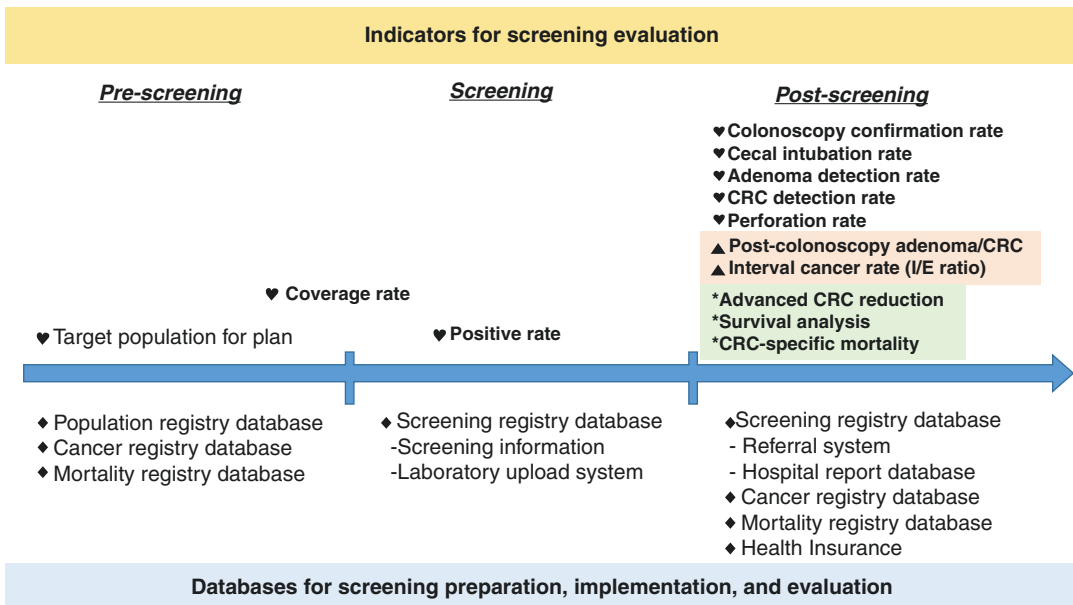 Indicators for screening evaluation
Pre-screening
Screening
Post-screening
♥ Colonoscopy confirmation rate
♥ Cecal intubation rate
♥ Adenoma detection rate
♥ CRC detection rate
♥ Perforation rate
▲ Post-colonoscopy adenoma/CRC
▲ Interval cancer rate (I/E ratio)
♥ Coverage rate
*Advanced CRC reduction
*Survival analysis
*CRC-specific mortality
♥ Target population for plan
♥ Positive rate
◆ Population registry database
◆ Cancer registry database
◆ Mortality registry database
◆ Screening registry database
-Screening information
-Laboratory upload system
◆Screening registry database
- Referral system
- Hospital report database
◆ Cancer registry database
◆ Mortality registry database
◆ Health Insurance
Databases for screening preparation, implementation, and evaluation